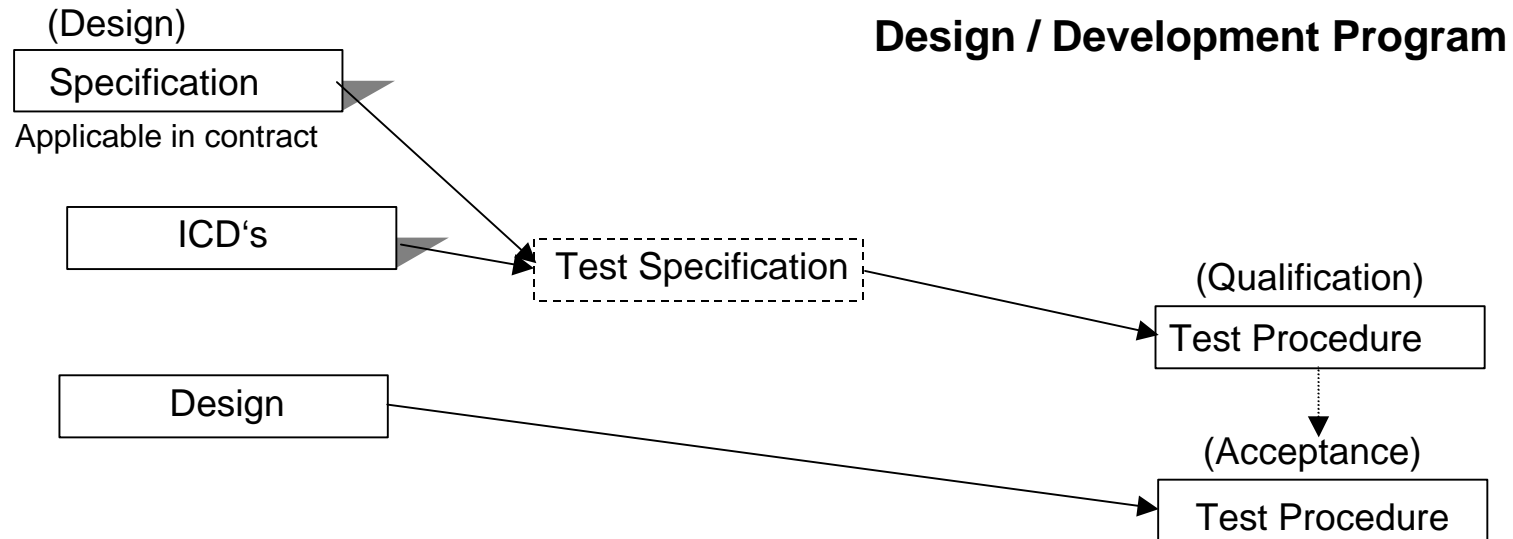 (Design)
Design / Development Program
Specification
Applicable in contract
ICD‘s
Test Specification
(Qualification)
Test Procedure
Design
(Acceptance)
Test Procedure